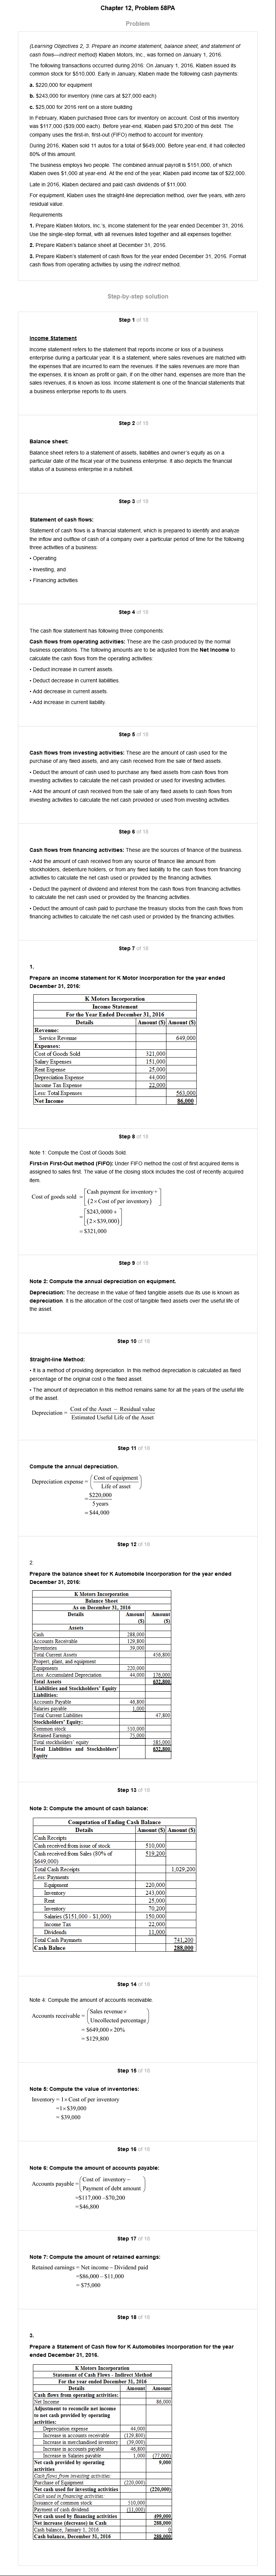 Chapter 12, Problem 58PA
Problem
(Learning Objectives 2, 3: Prepare an income statement, balance sheet, and statement of
cash flows—indirect method) Klaben Motors, Inc., was formed on January 1, 2016.
The following transactions occurred during 2016: On January 1, 2016, Klaben issued its
common stock for $510,000. Early in January, Klaben made the following cash payments:
a. $220,000 for equipment
b. $243,000 for inventory (nine cars at $27,000 each)
c. $25,000 for 2016 rent on a store building
In February, Klaben purchased three cars for inventory on account. Cost of this inventory
was $117,000 ($39,000 each). Before year-end, Klaben paid $70,200 of this debt. The
company uses the first-in, first-out (FIFO) method to account for inventory.
During 2016, Klaben sold 11 autos for a total of $649,000. Before year-end, it had collected
80% of this amount.
The business employs two people. The combined annual payroll is $151,000, of which
Klaben owes $1,000 at year-end. At the end of the year, Klaben paid income tax of $22,000.
Late in 2016, Klaben declared and paid cash dividends of $11,000.
For equipment, Klaben uses the straight-line depreciation method, over five years, with zero
residual value.
Requirements
1. Prepare Klaben Motors, Inc.'s, income statement for the year ended December 31, 2016.
Use the single-step format, with all revenues listed together and all expenses together.
2. Prepare Klaben's balance sheet at December 31, 2016.
3. Prepare Klaben's statement of cash flows for the year ended December 31, 2016. Format
cash flows from operating activities by using the indirect method.
Step-by-step solution
Step 1 of 18
Income Statement
Income statement refers to the statement that reports income or loss of a business
enterprise during a particular year. It is a statement, where sales revenues are matched with
the expenses that are incurred to earn the revenues. If the sales revenues are more than
the expenses, it is known as profit or gain; if on the other hand, expenses are more than the
sales revenues, it is known as loss. Income statement is one of the financial statements that
a business enterprise reports to its users.
Step 2 of 18
Balance sheet:
Balance sheet refers to a statement of assets, liabilities and owner's equity as on a
particular date of the fiscal year of the business enterprise. It also depicts the financial
status of a business enterprise in a nutshell.
Step 3 of 18
Statement of cash flows:
Statement of cash flows is a financial statement, which is prepared to identify and analyze
the inflow and outflow of cash of a company over a particular period of time for the following
three activities of a business:
• Operating
• Investing, and
• Financing activities
Step 4 of 18
The cash flow statement has following three components:
Cash flows from operating activities: These are the cash produced by the normal
business operations. The following amounts are to be adjusted from the Net Income to
calculate the cash flows from the operating activities:
• Deduct increase in current assets.
• Deduct decrease in current liabilities.
• Add decrease in current assets.
• Add increase in current liability.
Step 5 of 18
Cash flows from investing activities: These are the amounts of cash used for the
purchase of any fixed assets, and any cash received from the sale of fixed assets.
• Deduct the amount of cash used to purchase any fixed assets from cash flows from
investing activities to calculate the net cash provided or used for investing activities.
• Add the amount of cash received from the sale of any fixed assets to cash flows from
investing activities to calculate the net cash provided or used from investing activities.
Step 6 of 18
Cash flows from financing activities: These are the sources of finance of the business.
• Add the amount of cash received from any source of finance like amount from
stockholders, debenture holders, or from any fixed liability to the cash flows from financing
activities to calculate the net cash used or provided by the financing activities.
• Deduct the payment of dividend and interest from the cash flows from financing activities
to calculate the net cash used or provided by the financing activities.
• Deduct the amount of cash paid to purchase the treasury stocks from the cash flows from
financing activities to calculate the net cash used or provided by the financing activities.
Step 7 of 18
1.
Prepare an income statement for K Motor Incorporation for the year ended
December 31, 2016:
K Motors Incorporation
Income Statement
For the Year Ended December 31, 2016
Details Amount ($) Amount ($)
Revenue:
Service Revenue 649,000
Expenses:
Cost of Goods Sold 321,000
Salary Expenses 151,000
Rent Expense 25,000
Depreciation Expense 44,000
Income Tax Expense 22,000
Less: Total Expenses 563,000
Net Income 86,000
Step 8 of 18
Note 1: Compute the Cost of Goods Sold.
First-in First-Out method (FIFO): Under FIFO method the cost of first acquired items is
assigned to sales first. The value of the closing stock includes the cost of recently acquired
item.
Cost of goods sold = [Cash payment for inventory + (2 × Cost of per inventory)]
= [$243,0000 + (2 × $39,000)]
= $321,000
Step 9 of 18
Note 2: Compute the annual depreciation on equipment.
Depreciation: The decrease in the value of fixed tangible assets due its use is known as
depreciation. It is the allocation of the cost of tangible fixed assets over the useful life of
the asset.
Step 10 of 18
Straight-line Method:
• It is a method of providing depreciation. In this method depreciation is calculated as fixed
percentage of the original cost o the fixed asset.
• The amount of depreciation in this method remains same for all the years of the useful life
of the asset.
Depreciation = Cost of the Asset − Residual value
Estimated Useful Life of the Asset
Step 11 of 18
Compute the annual depreciation.
Depreciation expense = (Cost of equipment
Life of asset)
= $220,000
5 years
= $44,000
Step 12 of 18
2.
Prepare the balance sheet for K Automobile Incorporation for the year ended
December 31, 2016:
K Motors Incorporation
Balance Sheet
As on December 31, 2016
Details Amount ($) Amount ($)
Assets
Cash 288,000
Accounts Receivable 129,800
Inventories 39,000
Total Current Assets 456,800
Propert, plant, and equipment
Equipments 220,000
Less: Accumulated Depreciation 44,000 176,000
Total Assets 632,800
Liabilities and Stockholders' Equity
Liabilities:
Accounts Payable 46,800
Salaries payable 1,000
Total Current Liabilities 47,800
Stockholders' Equity:
Common stock 510,000
Retained Earnings 75,000
Total stockholders' equity 585,000
Total Liabilities and Stockholders' Equity 632,800
Step 13 of 18
Note 3: Compute the amount of cash balance:
Computation of Ending Cash Balance
Details Amount ($) Amount ($)
Cash Receipts
Cash received from issue of stock 510,000
Cash received from Sales (80% of $649,000) 519,200
Total Cash Receipts 1,029,200
Less: Payments
Equipment 220,000
Inventory 243,000
Rent 25,000
Inventory 70,200
Salaries ($151,000 - $1,000) 150,000
Income Tax 22,000
Dividends 11,000
Total Cash Paymnets 741,200
Cash Balnce 288,000
Step 14 of 18
Note 4: Compute the amount of accounts receivable.
Accounts receivable = (Sales revenue × Uncollected percentage)
= $649,000 × 20%
= $129,800
Step 15 of 18
Note 5: Compute the value of inventories:
Inventory = 1 × Cost of per inventory
=1 × $39,000
= $39,000
Step 16 of 18
Note 6: Compute the amount of accounts payable:
Accounts payable = (Cost of inventory − Payment of debt amount)
=$117,000 −$70,200
=$46,800
Step 17 of 18
Note 7: Compute the amount of retained earnings:
Retained earnings = Net income − Dividend paid
=$86,000 − $11,000
= $75,000
Step 18 of 18
3.
Prepare a Statement of Cash flow for K Automobiles Incorporation for the year
ended December 31, 2016.
K Motors Incorporation
Statement of Cash Flows - Indirect Method
For the year ended December 31, 2016
Details Amount Amount
Cash flows from operating activities:
Net Income 86,000
Adjustment to reconcile net income
to net cash provided by operating
activities:
Depreciation expense 44,000
Increase in accounts receivable (129,800)
Increase in merchandised inventory (39,000)
Increase in accounts payable 46,800
Increase in Salaries payable 1,000 (77,000)
Net cash provided by operating activities 9,000
Cash flows from investing activities:
Purchase of Equipment (220,000)
Net cash used for investing activities (220,000)
Cash used in financing activities:
Issuance of common stock 510,000
Payment of cash dividend (11,000)
Net cash used by financing activities 499,000
Net increase (decrease) in Cash 288,000
Cash balance, January 1, 2016 0
Cash balance, December 31, 2016 288,000